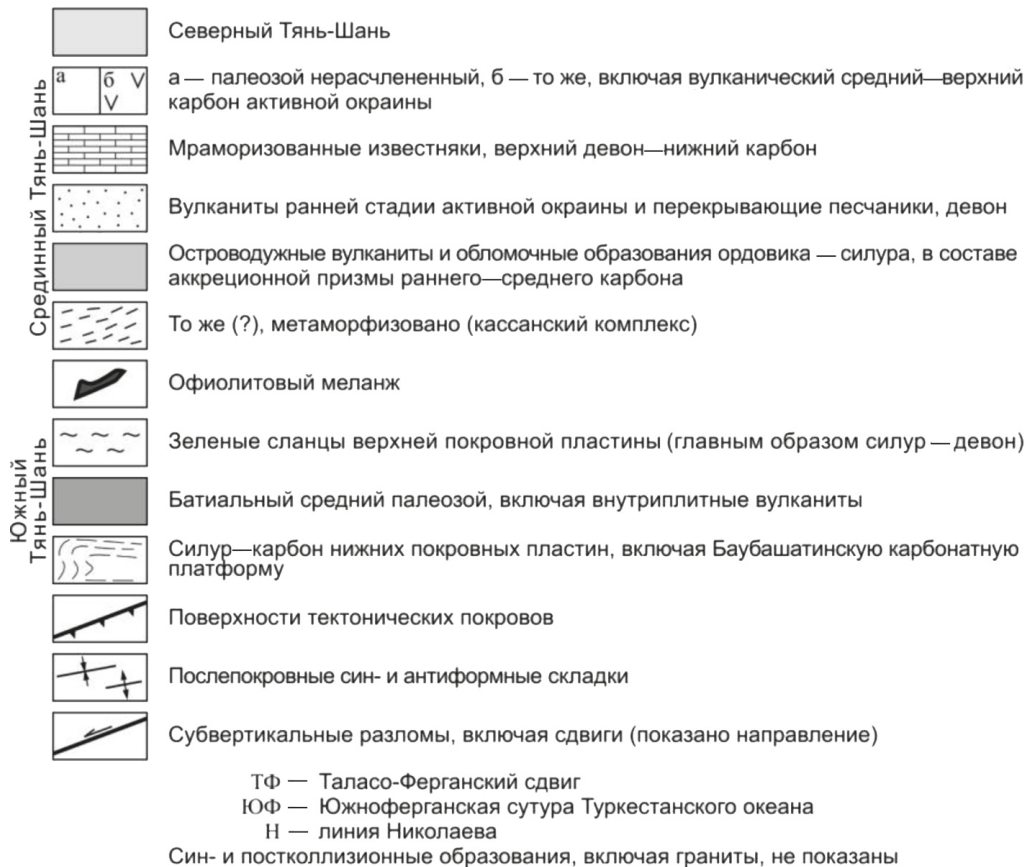 Северный Тянь-Шань
Срединный Тянь-Шань
а б
а — палеозой нерасчлененный, б — то же, включая вулканический средний—верхний
карбон активной окраины
Мраморизованные известняки, верхний девон—нижний карбон
Вулканиты ранней стадии активной окраины и перекрывающие песчаники, девон
Островодужные вулканиты и обломочные образования ордовика — силура, в составе
аккреционной призмы раннего—среднего карбона
То же (?), метаморфизовано (кассанский комплекс)
Офиолитовый меланж
Южный
Тянь-Шань
Зеленые сланцы верхней покровной пластины (главным образом силур — девон)
Батиальный средний палеозой, включая внутриплитные вулканиты
Силур—карбон нижних покровных пластин, включая Баубашатинскую карбонатную
платформу
Поверхности тектонических покровов
Послепокровные син- и антиформные складки
Субвертикальные разломы, включая сдвиги (показано направление)
ТФ — Таласо-Ферганский сдвиг
ЮФ — Южноферганская сутура Туркестанского океана
Н — линия Николаева
Син- и постколлизионные образования, включая граниты, не показаны